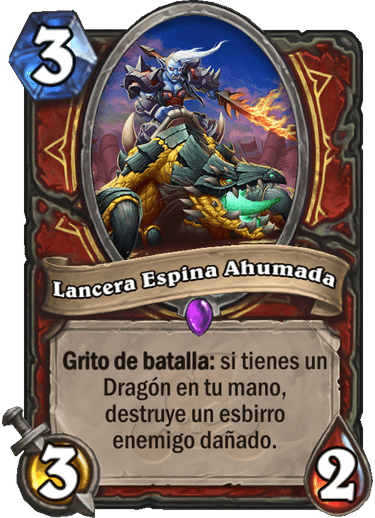 3
Lancera Espina Ahumada
Grito de batalla: si tienes un
Dragón en tu mano,
destruye un esbirro
enemigo dañado.
3
2